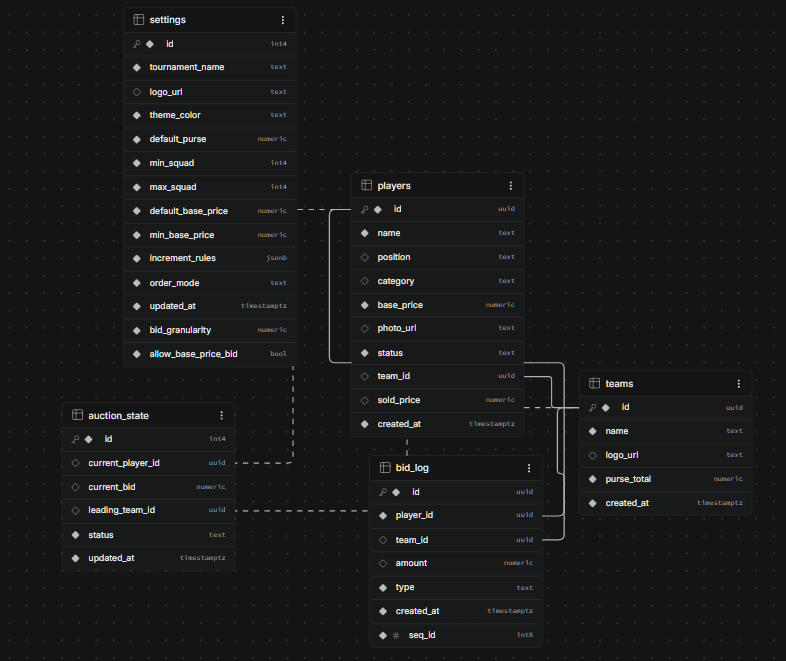 settings
id int4
tournament_name text
logo_url text
theme_color text
default_purse numeric
min_squad int4
max_squad int4
default_base_price numeric
min_base_price numeric
increment_rules jsonb
order_mode text
updated_at timestamptz
bid_granularity numeric
allow_base_price_bid bool
players
id uuid
name text
position text
category text
base_price numeric
photo_url text
status text
team_id uuid
sold_price numeric
created_at timestamptz
teams
id uuid
name text
logo_url text
purse_total numeric
created_at timestamptz
auction_state
id int4
current_player_id uuid
current_bid numeric
leading_team_id uuid
status text
updated_at timestamptz
bid_log
id uuid
player_id uuid
team_id uuid
amount numeric
type text
created_at timestamptz
# seq_id int8